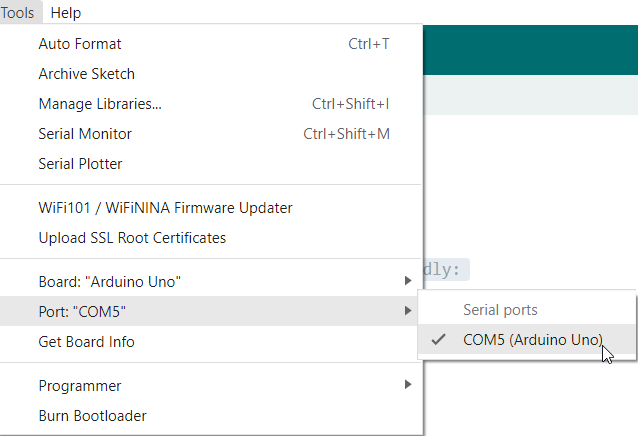 Tools Help
Auto Format Ctrl+T
Archive Sketch
Manage Libraries... Ctrl+Shift+I
Serial Monitor Ctrl+Shift+M
Serial Plotter
WiFi101 / WiFiNINA Firmware Updater
Upload SSL Root Certificates
Board: "Arduino Uno"
dly:
Port: "COM5"
Serial ports
COM5 (Arduino Uno)
Get Board Info
Programmer
Burn Bootloader